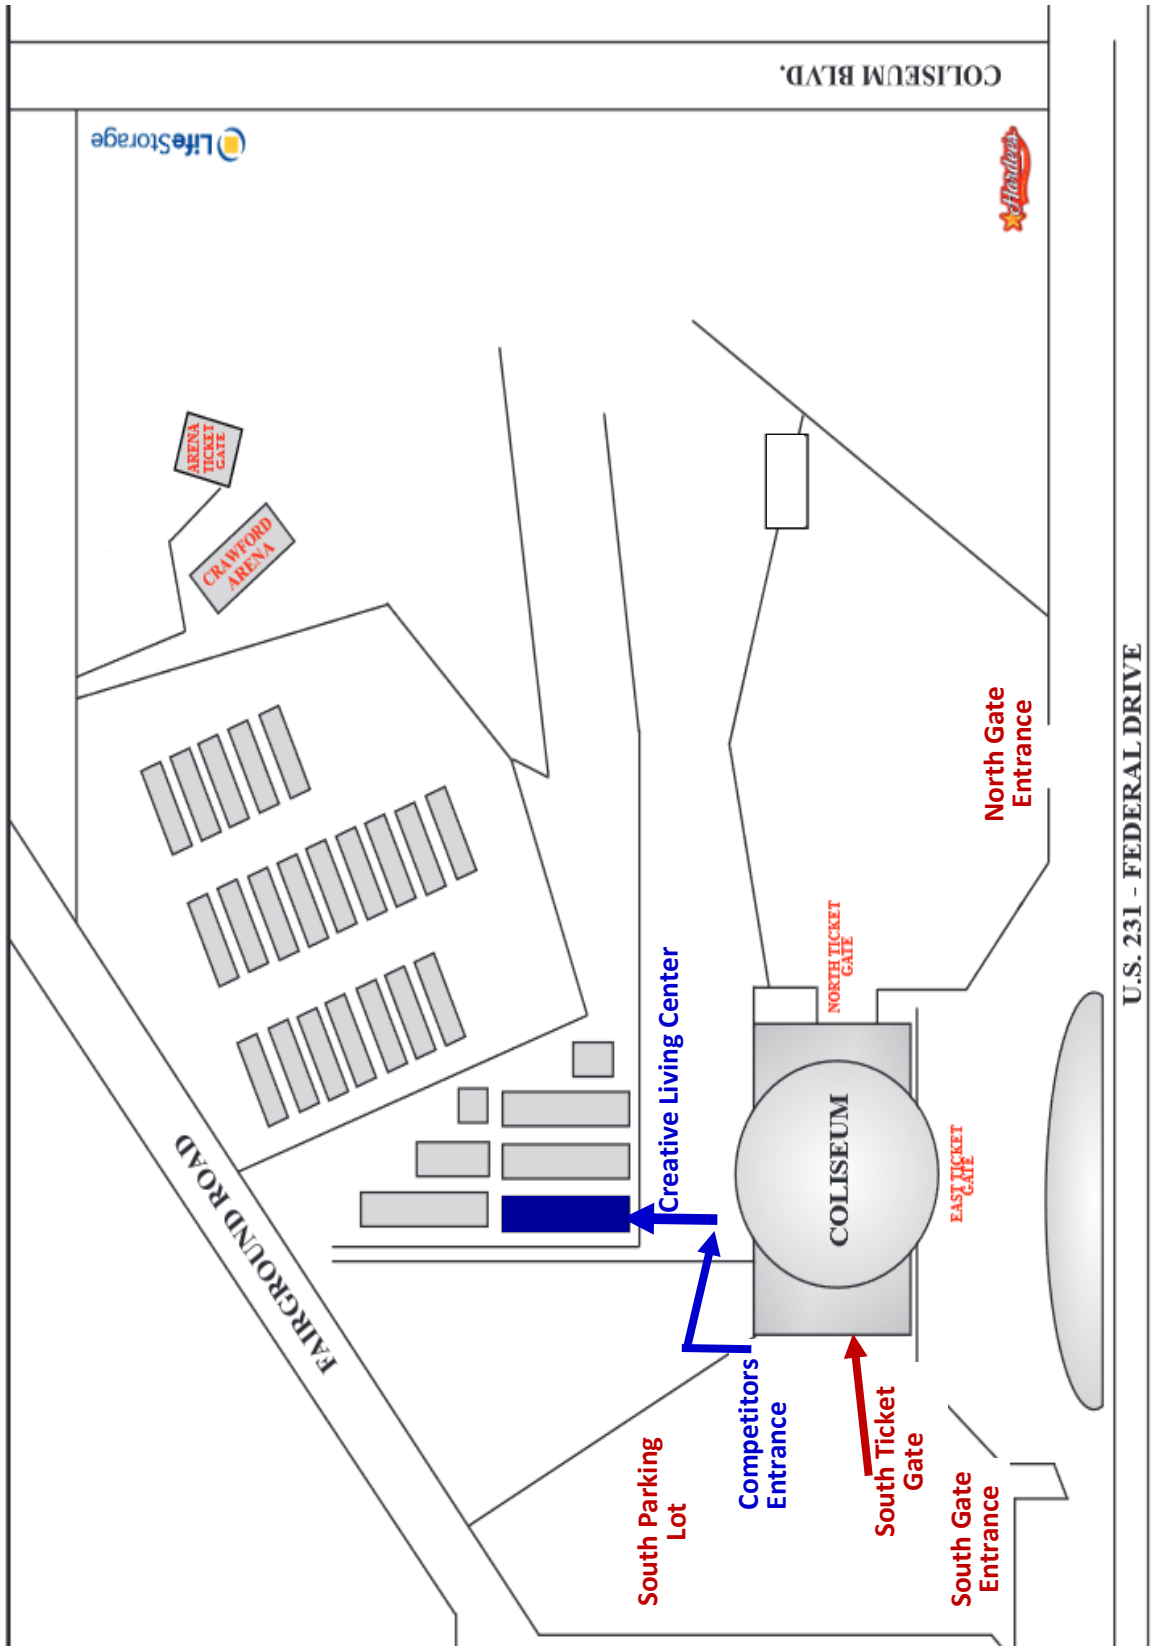 COLISEUM BLVD.
LifeStorage
Hardee's
ARENA
TICKET
GATE
CRAWFORD
ARENA
North Gate
Entrance
U.S. 231 - FEDERAL DRIVE
NORTH TICKET
GATE
Creative Living Center
COLISEUM
EAST TICKET
GATE
FAIRGROUND ROAD
Competitors
Entrance
South Ticket
Gate
South Parking
Lot
South Gate
Entrance